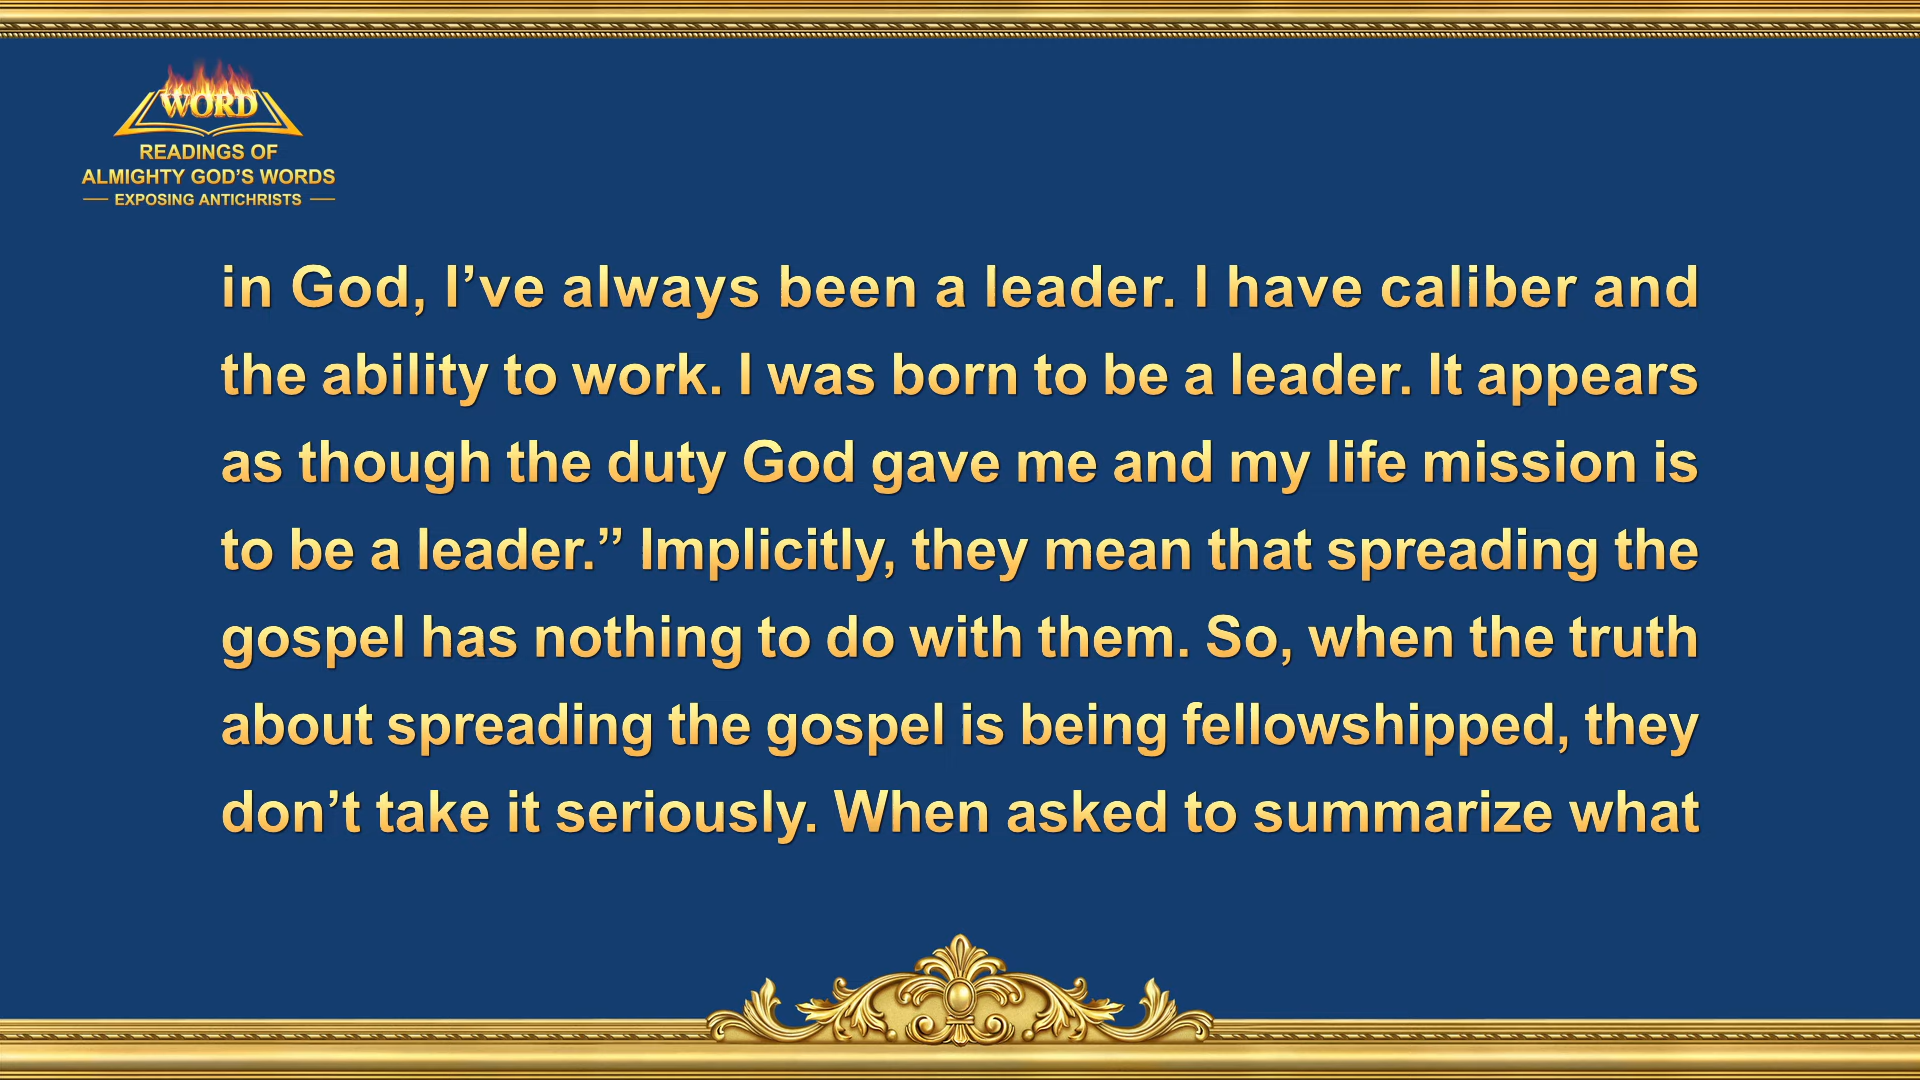 WORD
READINGS OF
ALMIGHTY GOD’S WORDS
EXPOSING ANTICHRISTS
in God, I’ve always been a leader. I have caliber and
the ability to work. I was born to be a leader. It appears
as though the duty God gave me and my life mission is
to be a leader.” Implicitly, they mean that spreading the
gospel has nothing to do with them. So, when the truth
about spreading the gospel is being fellowshipped, they
don’t take it seriously. When asked to summarize what